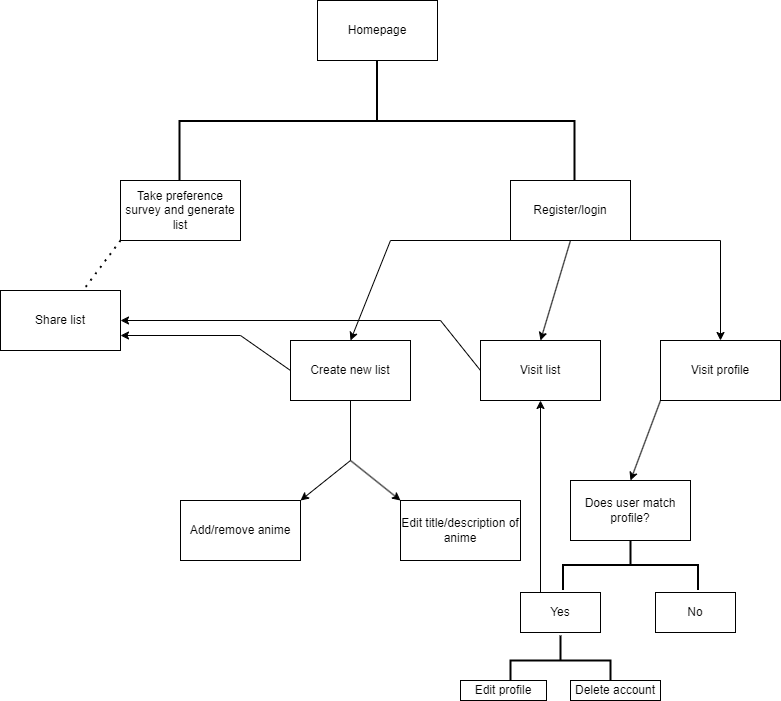 Homepage
Take preference
survey and generate
list
Register/login
Share list
Create new list
Visit list
Visit profile
Does user match
profile?
Add/remove anime
Edit title/description of
anime
Yes
No
Edit profile
Delete account